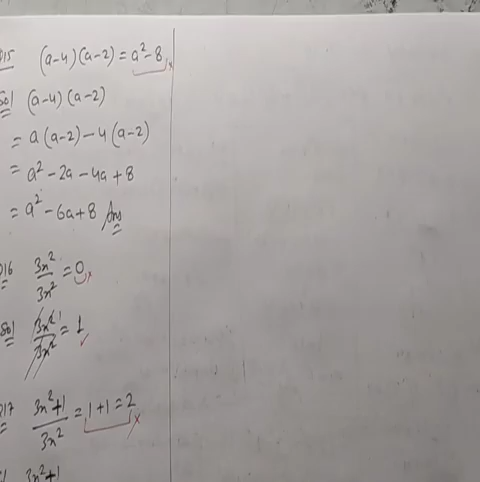 Q15 (a-4)(a-2) = a²-8 ×
Sol (a-4)(a-2)
= a(a-2)-4(a-2)
= a²-2a-4a+8
= a²-6a+8 Ans
Q16 3x²/3x² = 0 ×
Sol 3x²/3x² = 1 ✓
Q17 3x²+1/3x² = 1+1=2 ×
3x²+1